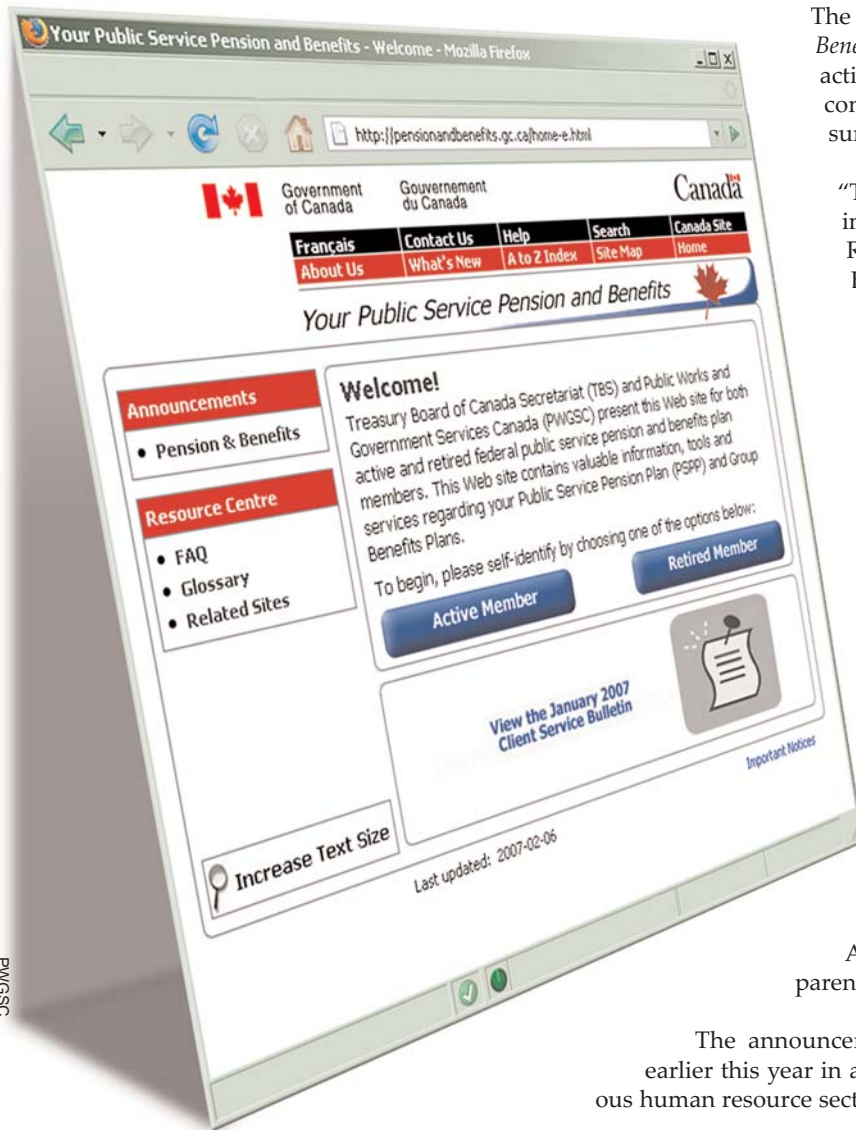 Your Public Service Pension and Benefits - Welcome - Mozilla Firefox
http://pensionandbenefits.gc.ca/home-e.html
Government of Canada
Gouvernement du Canada
Canada
Français Contact Us Help Search Canada Site
About Us What's New A to Z Index Site Map Home
Your Public Service Pension and Benefits
Announcements
• Pension & Benefits
Resource Centre
• FAQ
• Glossary
• Related Sites
Increase Text Size
Welcome!
Treasury Board of Canada Secretariat (TBS) and Public Works and
Government Services Canada (PWGSC) present this Web site for both
active and retired federal public service pension and benefits plan
members. This Web site contains valuable information, tools and
services regarding your Public Service Pension Plan (PSPP) and Group
Benefits Plans.
To begin, please self-identify by choosing one of the options below:
Active Member
Retired Member
View the January 2007
Client Service Bulletin
Important Notices
Last updated: 2007-02-06
PWGSC
The
Bene
acti
con
sur
“T
in
R
A
paren
The announcer
earlier this year in a
ous human resource sect